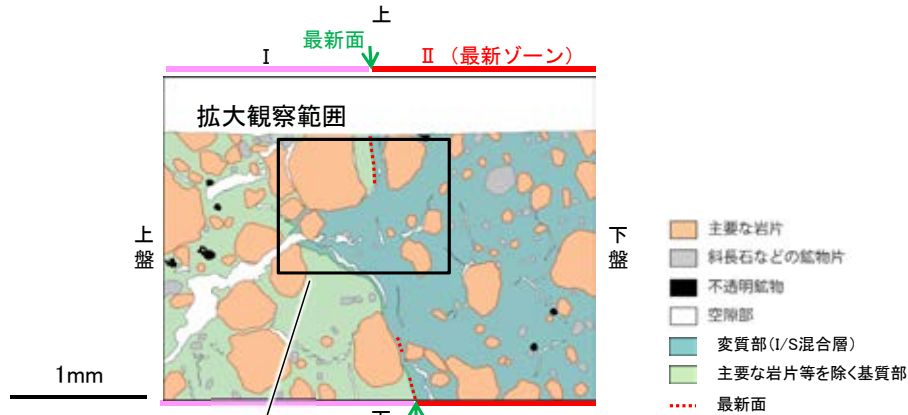 上
最新面
Ⅰ
Ⅱ（最新ゾーン）
拡大観察範囲
上盤
下盤
主要な岩片
斜長石などの鉱物片
不透明鉱物
空隙部
変質部(I/S混合層)
主要な岩片等を除く基質部
最新面
1mm